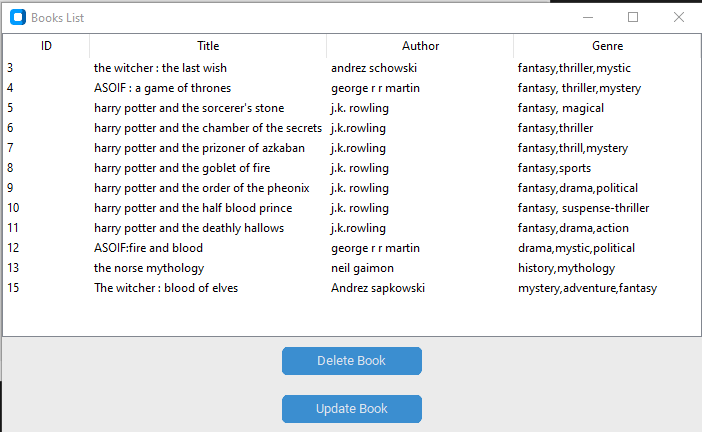 Books List
ID Title Author Genre
3 the witcher : the last wish andrez schowski fantasy,thriller,mystic
4 ASOIF : a game of thrones george r r martin fantasy, thriller,mystery
5 harry potter and the sorcerer's stone j.k. rowling fantasy, magical
6 harry potter and the chamber of the secrets j.k.rowling fantasy,thriller
7 harry potter and the prizoner of azkaban j.k.rowling fantasy,thrill,mystery
8 harry potter and the goblet of fire j.k. rowling fantasy,sports
9 harry potter and the order of the pheonix j.k. rowling fantasy,drama,political
10 harry potter and the half blood prince j.k. rowling fantasy, suspense-thriller
11 harry potter and the deathly hallows j.k.rowling fantasy,drama,action
12 ASOIF:fire and blood george r r martin drama,mystic,political
13 the norse mythology neil gaimon history,mythology
15 The witcher : blood of elves Andrez sapkowski mystery,adventure,fantasy
Delete Book
Update Book